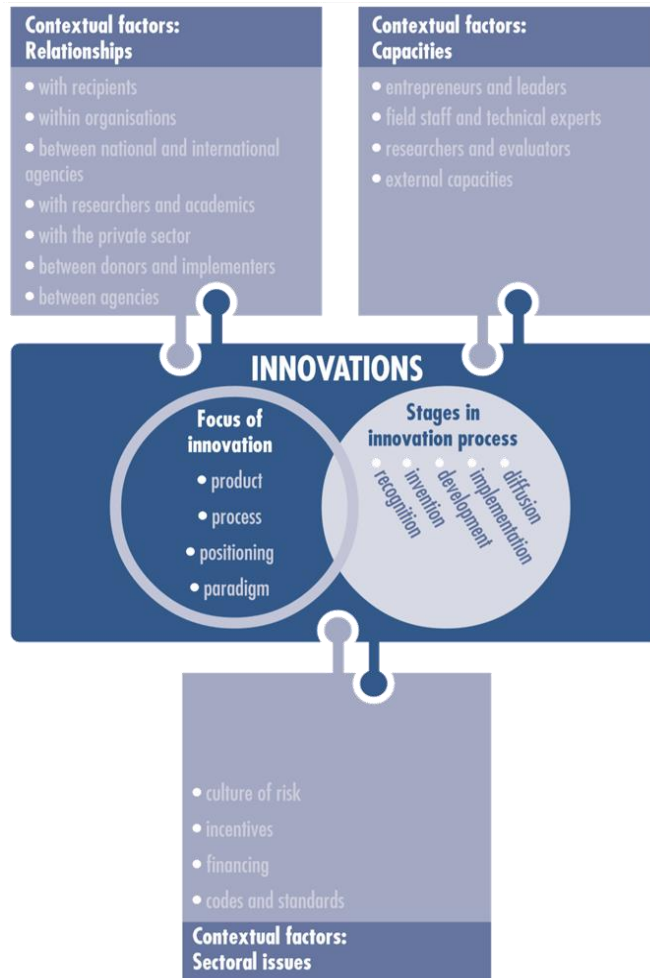 Contextual factors:
Relationships
• with recipients
• within organisations
• between national and international
agencies
• with researchers and academics
• with the private sector
• between donors and implementers
• between agencies
Contextual factors:
Capacities
• entrepreneurs and leaders
• field staff and technical experts
• researchers and evaluators
• external capacities
INNOVATIONS
Focus of
innovation
• product
• process
• positioning
• paradigm
Stages in
innovation process
• recognition
• invention
• development
• implementation
• diffusion
• culture of risk
• incentives
• financing
• codes and standards
Contextual factors:
Sectoral issues